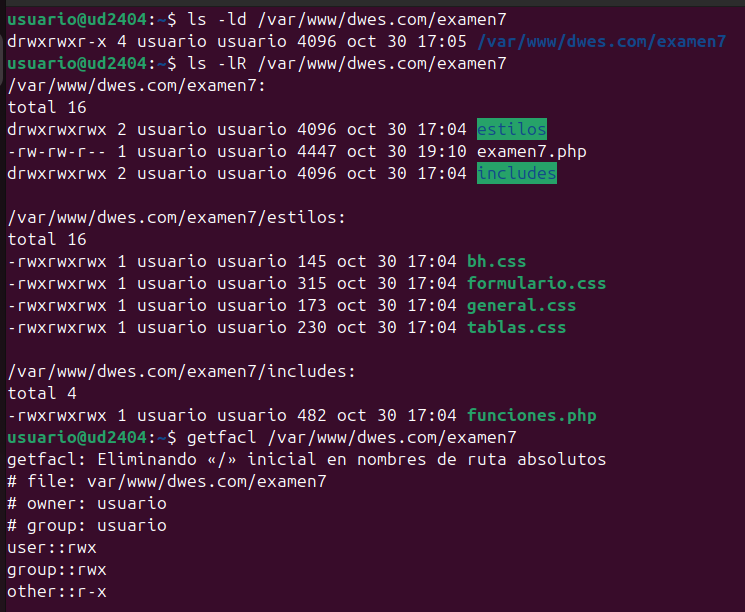 usuario@ud2404:~$ ls -ld /var/www/dwes.com/examen7
drwxrwxr-x 4 usuario usuario 4096 oct 30 17:05 /var/www/dwes.com/examen7
usuario@ud2404:~$ ls -lR /var/www/dwes.com/examen7
/var/www/dwes.com/examen7:
total 16
drwxrwxrwx 2 usuario usuario 4096 oct 30 17:04 estilos
-rw-rw-r-- 1 usuario usuario 4447 oct 30 19:10 examen7.php
drwxrwxrwx 2 usuario usuario 4096 oct 30 17:04 includes

/var/www/dwes.com/examen7/estilos:
total 16
-rwxrwxrwx 1 usuario usuario 145 oct 30 17:04 bh.css
-rwxrwxrwx 1 usuario usuario 315 oct 30 17:04 formulario.css
-rwxrwxrwx 1 usuario usuario 173 oct 30 17:04 general.css
-rwxrwxrwx 1 usuario usuario 230 oct 30 17:04 tablas.css

/var/www/dwes.com/examen7/includes:
total 4
-rwxrwxrwx 1 usuario usuario 482 oct 30 17:04 funciones.php
usuario@ud2404:~$ getfacl /var/www/dwes.com/examen7
getfacl: Eliminando «/» inicial en nombres de ruta absolutos
# file: var/www/dwes.com/examen7
# owner: usuario
# group: usuario
user::rwx
group::rwx
other::r-x